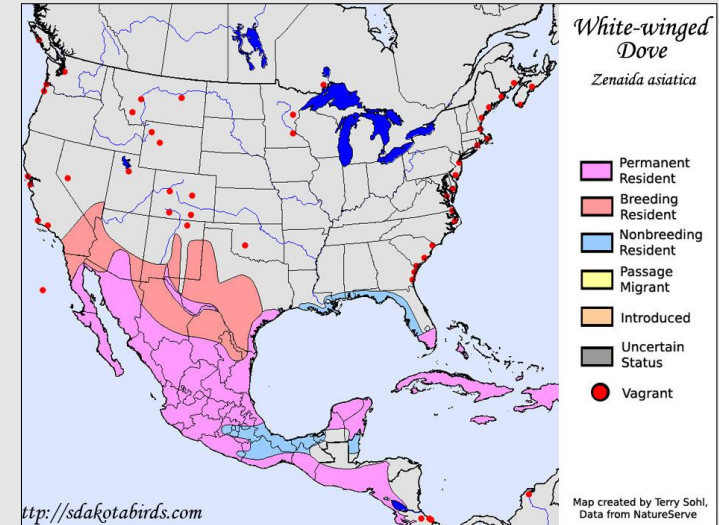 White-winged
Dove
Zenaida asiatica
Permanent
Resident
Breeding
Resident
Nonbreeding
Resident
Passage
Migrant
Introduced
Uncertain
Status
Vagrant
ttp://sdakotabirds.com
Map created by Terry Sohl,
Data from NatureServe